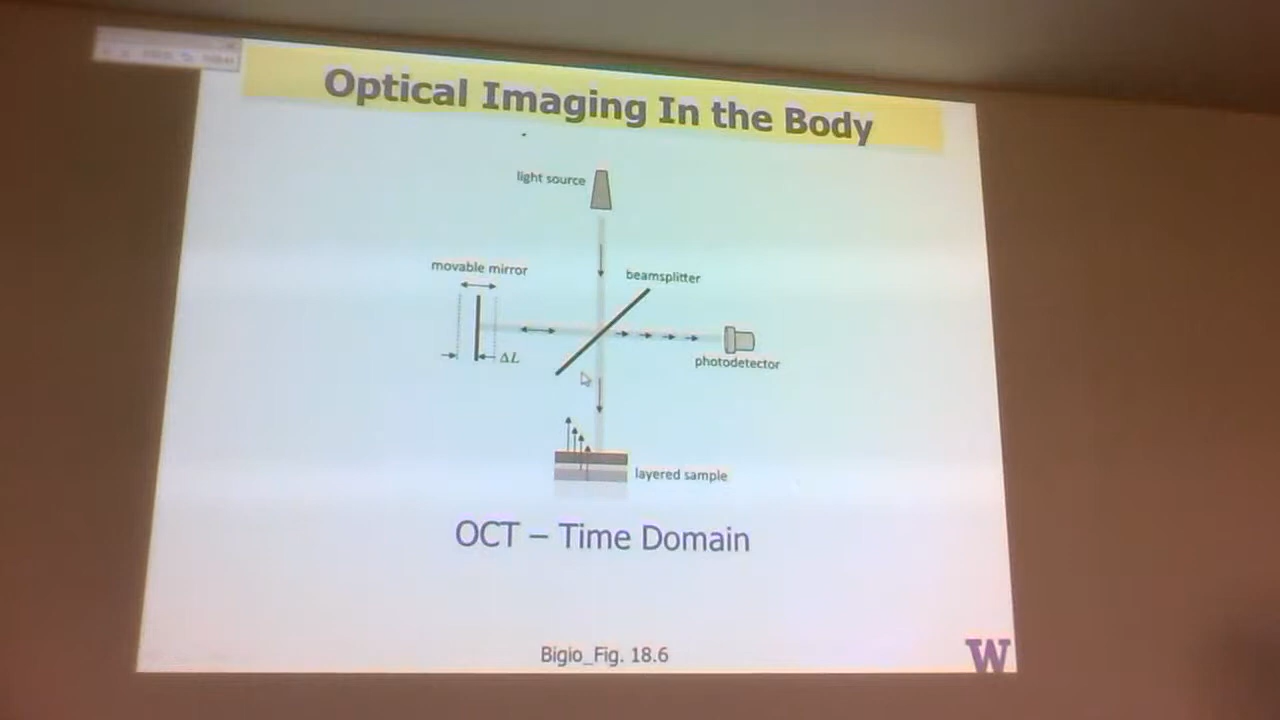 Optical Imaging In the Body
light source
movable mirror
beamsplitter
ΔL
photodetector
layered sample
OCT – Time Domain
Bigio_Fig. 18.6
W